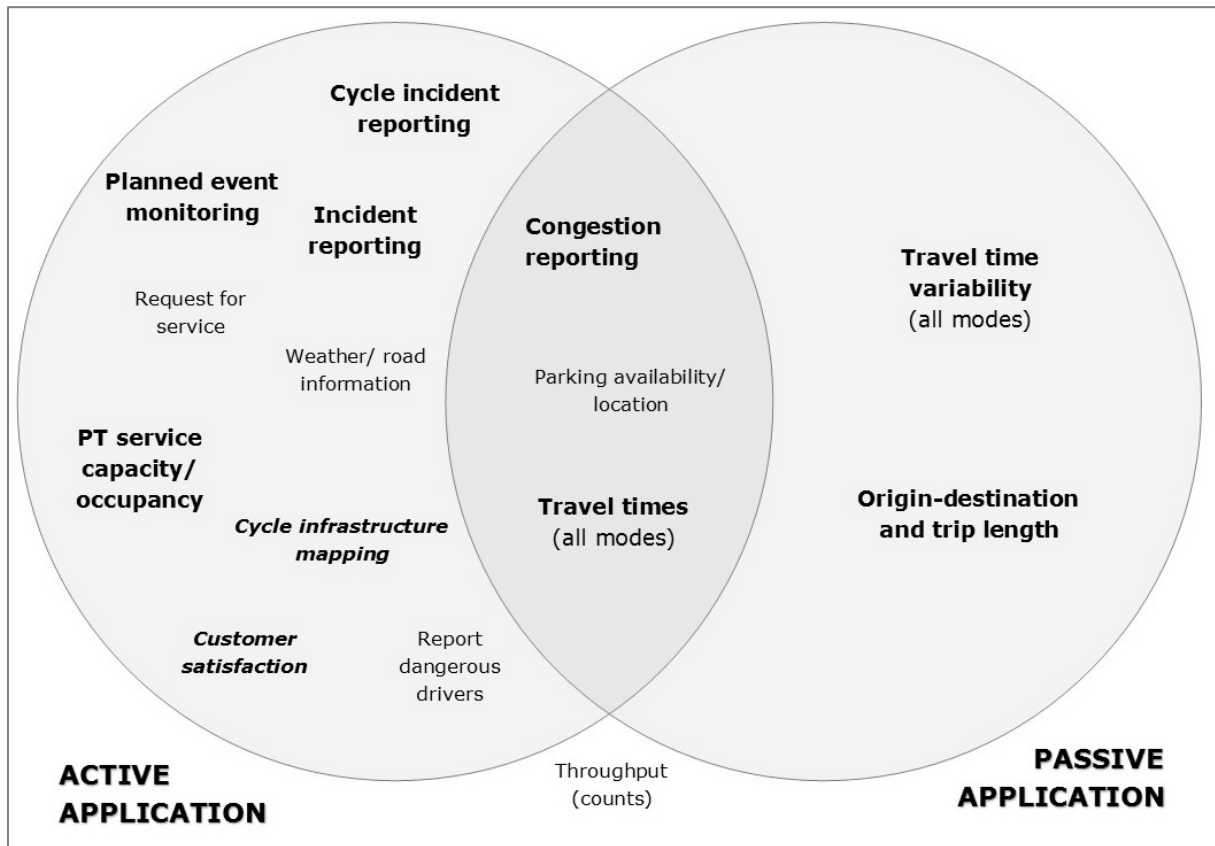 Cycle incident
reporting
Planned event
monitoring
Incident
reporting
Request for
service
Weather/ road
information
PT service
capacity/
occupancy
Cycle infrastructure
mapping
Customer
satisfaction
Report
dangerous
drivers
Congestion
reporting
Parking availability/
location
Travel times
(all modes)
Travel time
variability
(all modes)
Origin-destination
and trip length
ACTIVE
APPLICATION
Throughput
(counts)
PASSIVE
APPLICATION